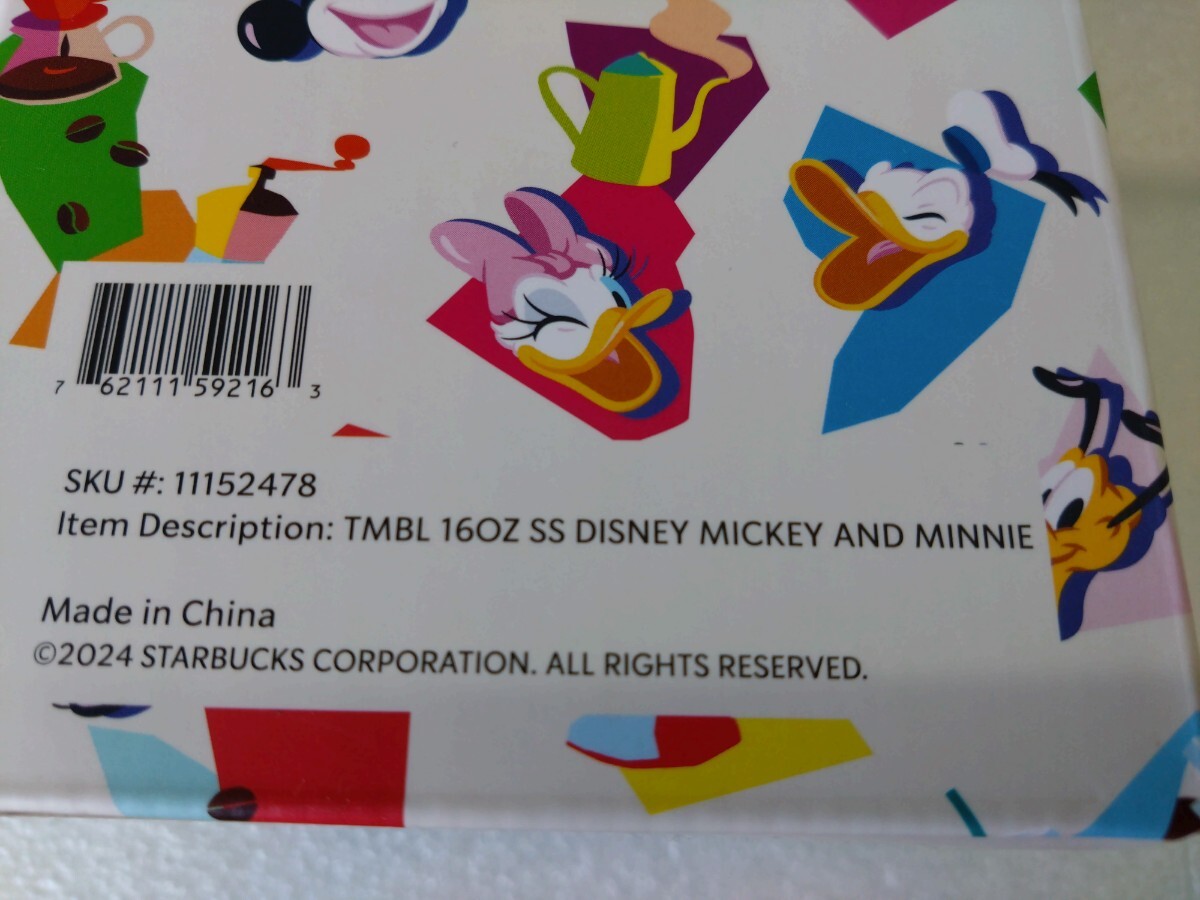 7 62111 59216 3
SKU #: 11152478
Item Description: TMBL 16OZ SS DISNEY MICKEY AND MINNIE
Made in China
©2024 STARBUCKS CORPORATION. ALL RIGHTS RESERVED.